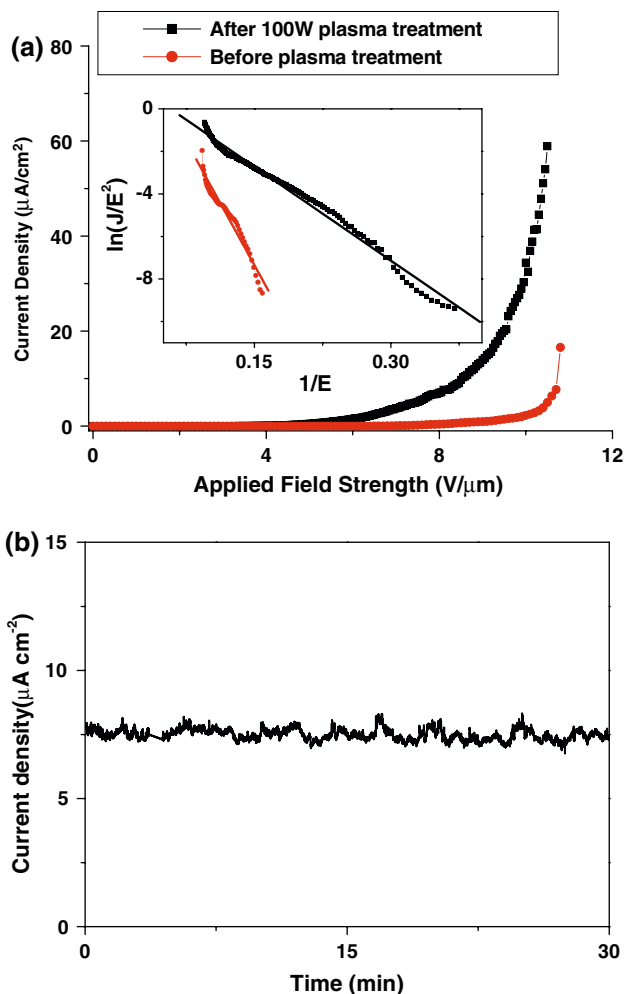 (a)
After 100W plasma treatment
Before plasma treatment
Current Density (μA/cm²)
80
60
40
20
0
0 4 8 12
Applied Field Strength (V/μm)
ln(J/E²)
0
-4
-8
0.15 0.30
1/E
(b)
Current density(μA cm⁻²)
15
10
5
0
0 15 30
Time (min)